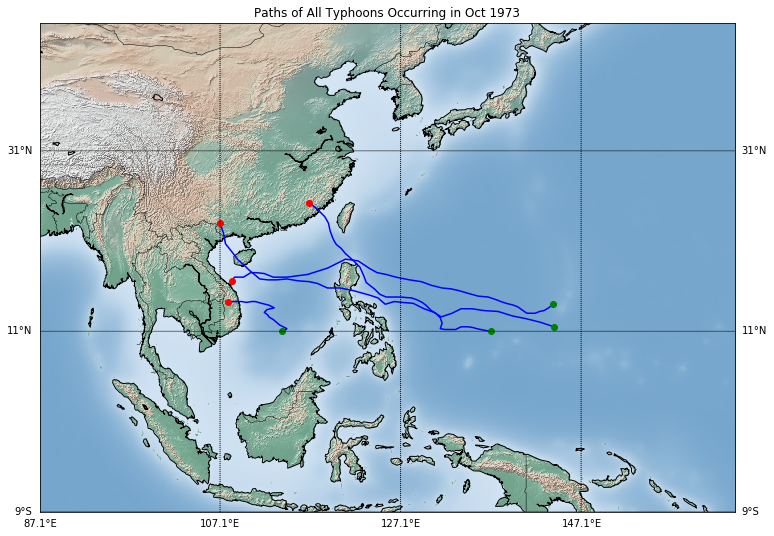 Paths of All Typhoons Occurring in Oct 1973
31°N 31°N
11°N 11°N
9°S 9°S
87.1°E 107.1°E 127.1°E 147.1°E